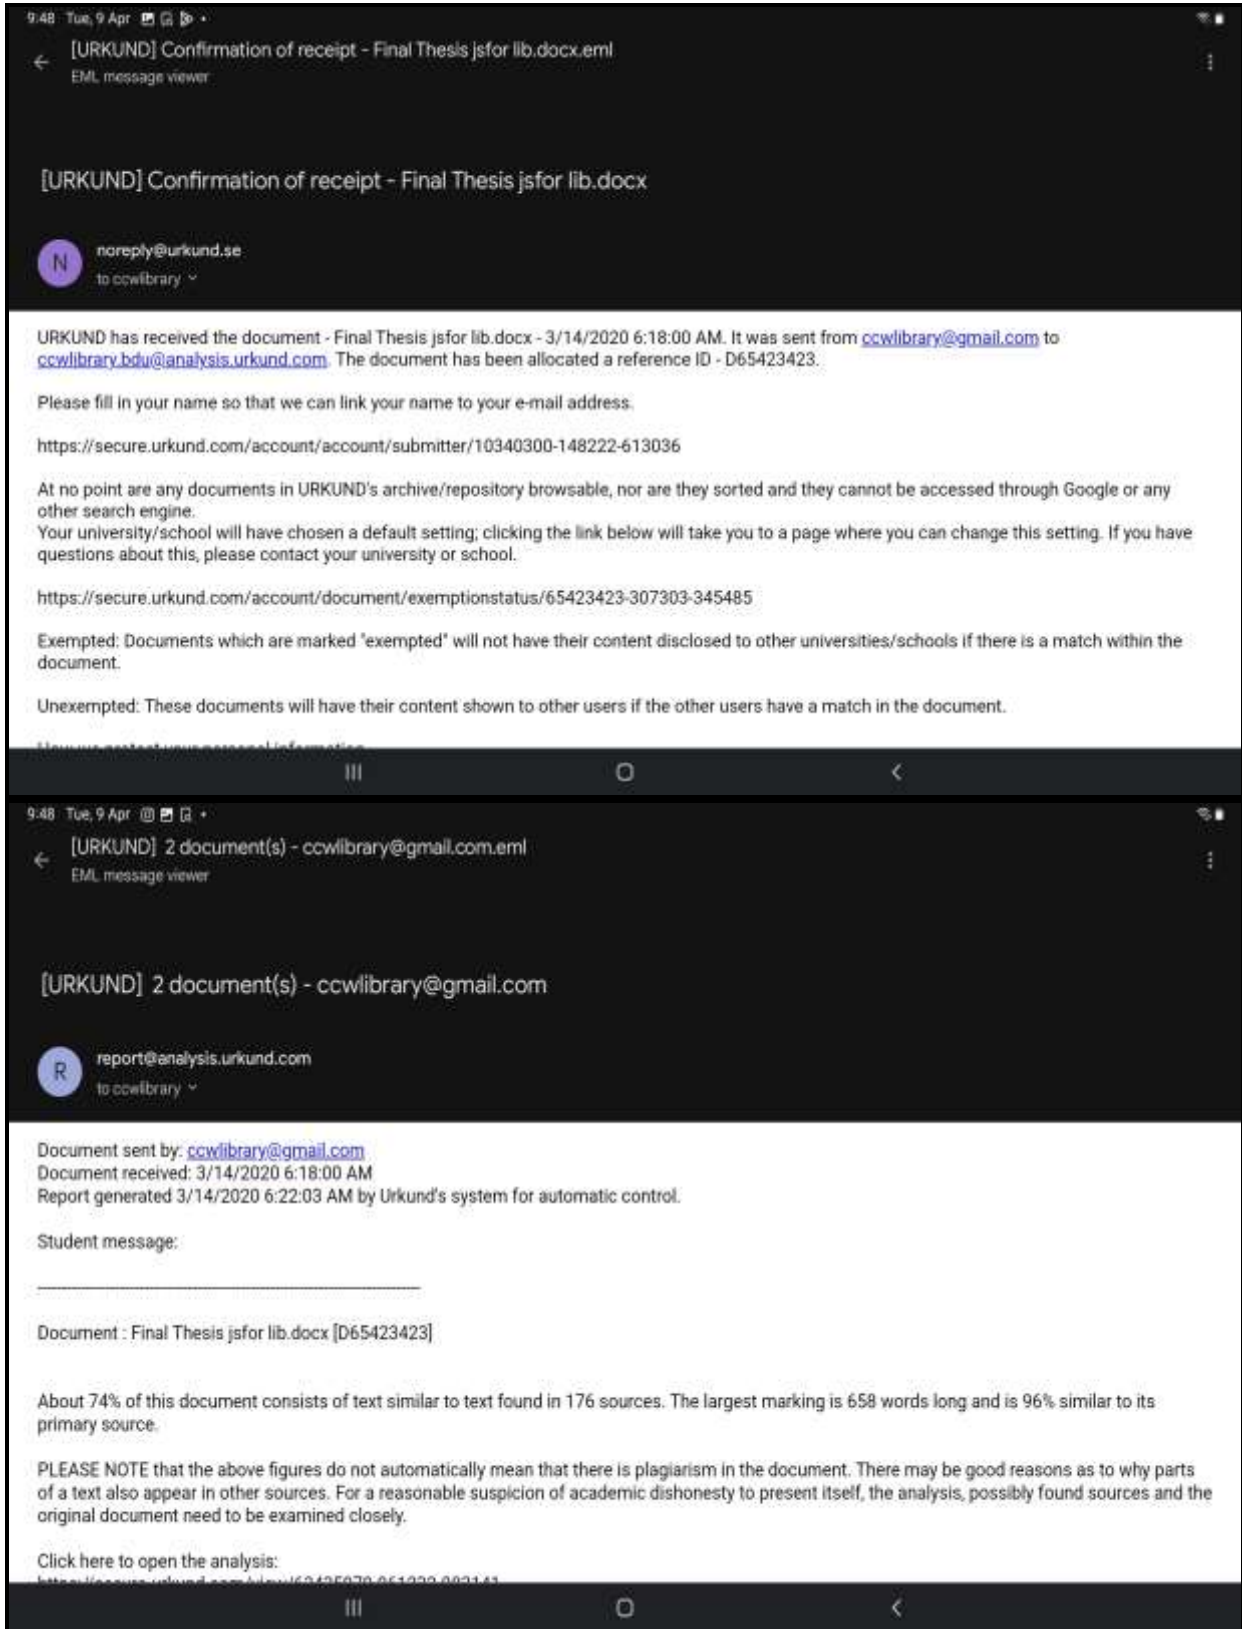 9:48 Tue, 9 Apr
[URKUND] Confirmation of receipt - Final Thesis jsfor lib.docx.eml
EML message viewer
[URKUND] Confirmation of receipt - Final Thesis jsfor lib.docx
N
noreply@urkund.se
to ccwlibrary
URKUND has received the document - Final Thesis jsfor lib.docx - 3/14/2020 6:18:00 AM. It was sent from ccwlibrary@gmail.com to
ccwlibrary.bdu@analysis.urkund.com. The document has been allocated a reference ID - D65423423.
Please fill in your name so that we can link your name to your e-mail address.
https://secure.urkund.com/account/account/submitter/10340300-148222-613036
At no point are any documents in URKUND's archive/repository browsable, nor are they sorted and they cannot be accessed through Google or any
other search engine.
Your university/school will have chosen a default setting; clicking the link below will take you to a page where you can change this setting. If you have
questions about this, please contact your university or school.
https://secure.urkund.com/account/document/exemptionstatus/65423423-307303-345485
Exempted: Documents which are marked "exempted" will not have their content disclosed to other universities/schools if there is a match within the
document.
Unexempted: These documents will have their content shown to other users if the other users have a match in the document.
How we protect your personal information
9:48 Tue, 9 Apr
[URKUND] 2 document(s) - ccwlibrary@gmail.com.eml
EML message viewer
[URKUND] 2 document(s) - ccwlibrary@gmail.com
R
report@analysis.urkund.com
to ccwlibrary
Document sent by: ccwlibrary@gmail.com
Document received: 3/14/2020 6:18:00 AM
Report generated 3/14/2020 6:22:03 AM by Urkund's system for automatic control.
Student message:
Document : Final Thesis jsfor lib.docx [D65423423]
About 74% of this document consists of text similar to text found in 176 sources. The largest marking is 658 words long and is 96% similar to its
primary source.
PLEASE NOTE that the above figures do not automatically mean that there is plagiarism in the document. There may be good reasons as to why parts
of a text also appear in other sources. For a reasonable suspicion of academic dishonesty to present itself, the analysis, possibly found sources and the
original document need to be examined closely.
Click here to open the analysis: